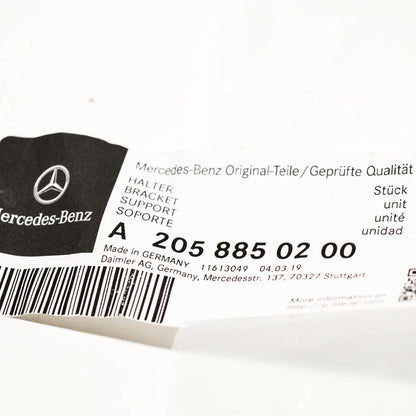 Mercedes-Benz
Mercedes-Benz Original-Teile/Geprüfte Qualität
HALTER
BRACKET
SUPPORT
SOPORTE
Stück
unit
unité
unidad
A 205 885 02 00
Made in GERMANY 11613049 04.03.19
Daimler AG, Germany, Mercedesstr. 137, 70327 Stuttgart
More information on